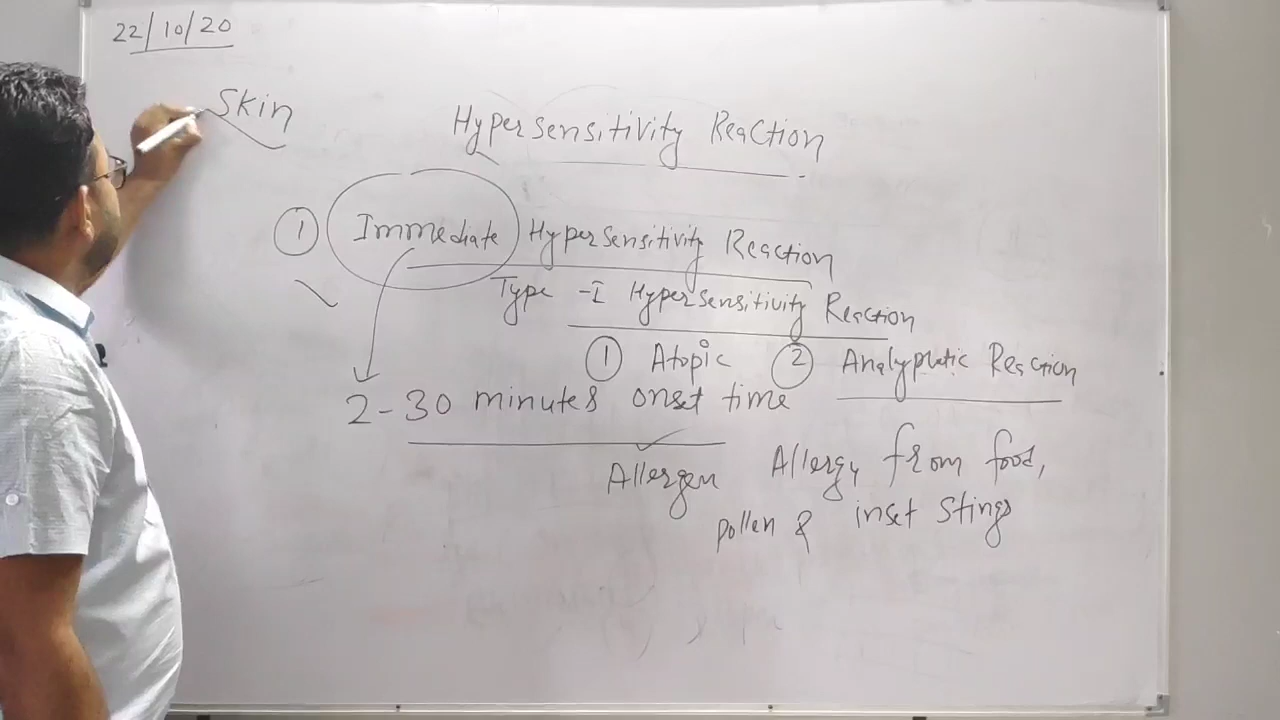 22/10/20
Skin
Hypersensitivity Reaction
① Immediate Hypersensitivity Reaction
Type -I Hypersensitivity Reaction
① Atopic ② Analyplatic Reaction
2-30 minutes onset time
Allergen Allergy from food,
pollen & inset stings